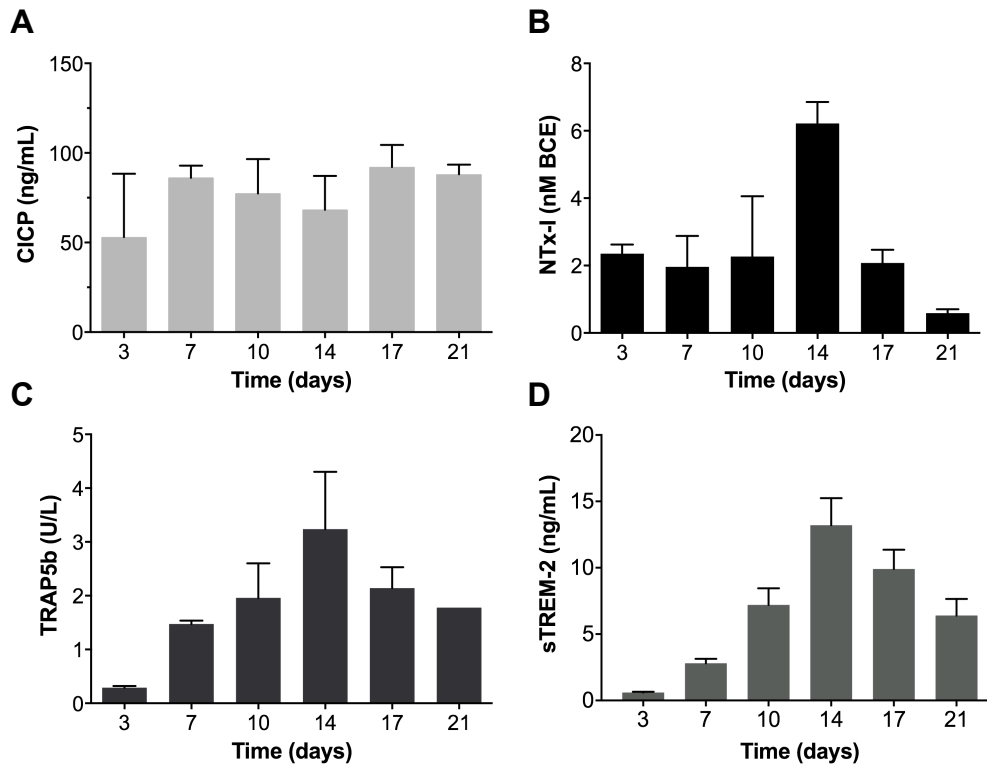 A
CICP (ng/mL)
150
100
50
0
3 7 10 14 17 21
Time (days)
B
NTx-I (nM BCE)
8
6
4
2
0
3 7 10 14 17 21
Time (days)
C
TRAP5b (U/L)
5
4
3
2
1
0
3 7 10 14 17 21
Time (days)
D
sTREM-2 (ng/mL)
20
15
10
5
0
3 7 10 14 17 21
Time (days)